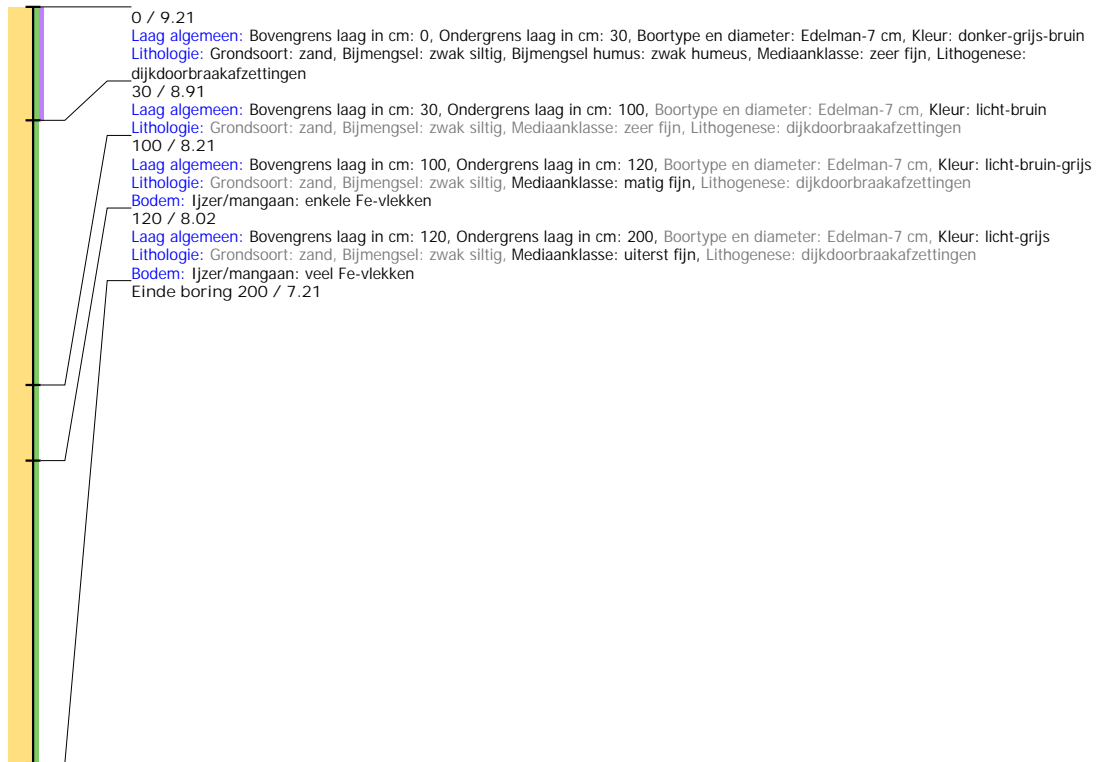 0 / 9.21
Laag algemeen: Bovengrens laag in cm: 0, Ondergrens laag in cm: 30, Boortype en diameter: Edelman-7 cm, Kleur: donker-grijs-bruin
Lithologie: Grondsoort: zand, Bijmengsel: zwak siltig, Bijmengsel humus: zwak humeus, Mediaanklasse: zeer fijn, Lithogenese:
dijkdoorbraakafzettingen
30 / 8.91
Laag algemeen: Bovengrens laag in cm: 30, Ondergrens laag in cm: 100, Boortype en diameter: Edelman-7 cm, Kleur: licht-bruin
Lithologie: Grondsoort: zand, Bijmengsel: zwak siltig, Mediaanklasse: zeer fijn, Lithogenese: dijkdoorbraakafzettingen
100 / 8.21
Laag algemeen: Bovengrens laag in cm: 100, Ondergrens laag in cm: 120, Boortype en diameter: Edelman-7 cm, Kleur: licht-bruin-grijs
Lithologie: Grondsoort: zand, Bijmengsel: zwak siltig, Mediaanklasse: matig fijn, Lithogenese: dijkdoorbraakafzettingen
Bodem: Ijzer/mangaan: enkele Fe-vlekken
120 / 8.02
Laag algemeen: Bovengrens laag in cm: 120, Ondergrens laag in cm: 200, Boortype en diameter: Edelman-7 cm, Kleur: licht-grijs
Lithologie: Grondsoort: zand, Bijmengsel: zwak siltig, Mediaanklasse: uiterst fijn, Lithogenese: dijkdoorbraakafzettingen
Bodem: Ijzer/mangaan: veel Fe-vlekken
Einde boring 200 / 7.21